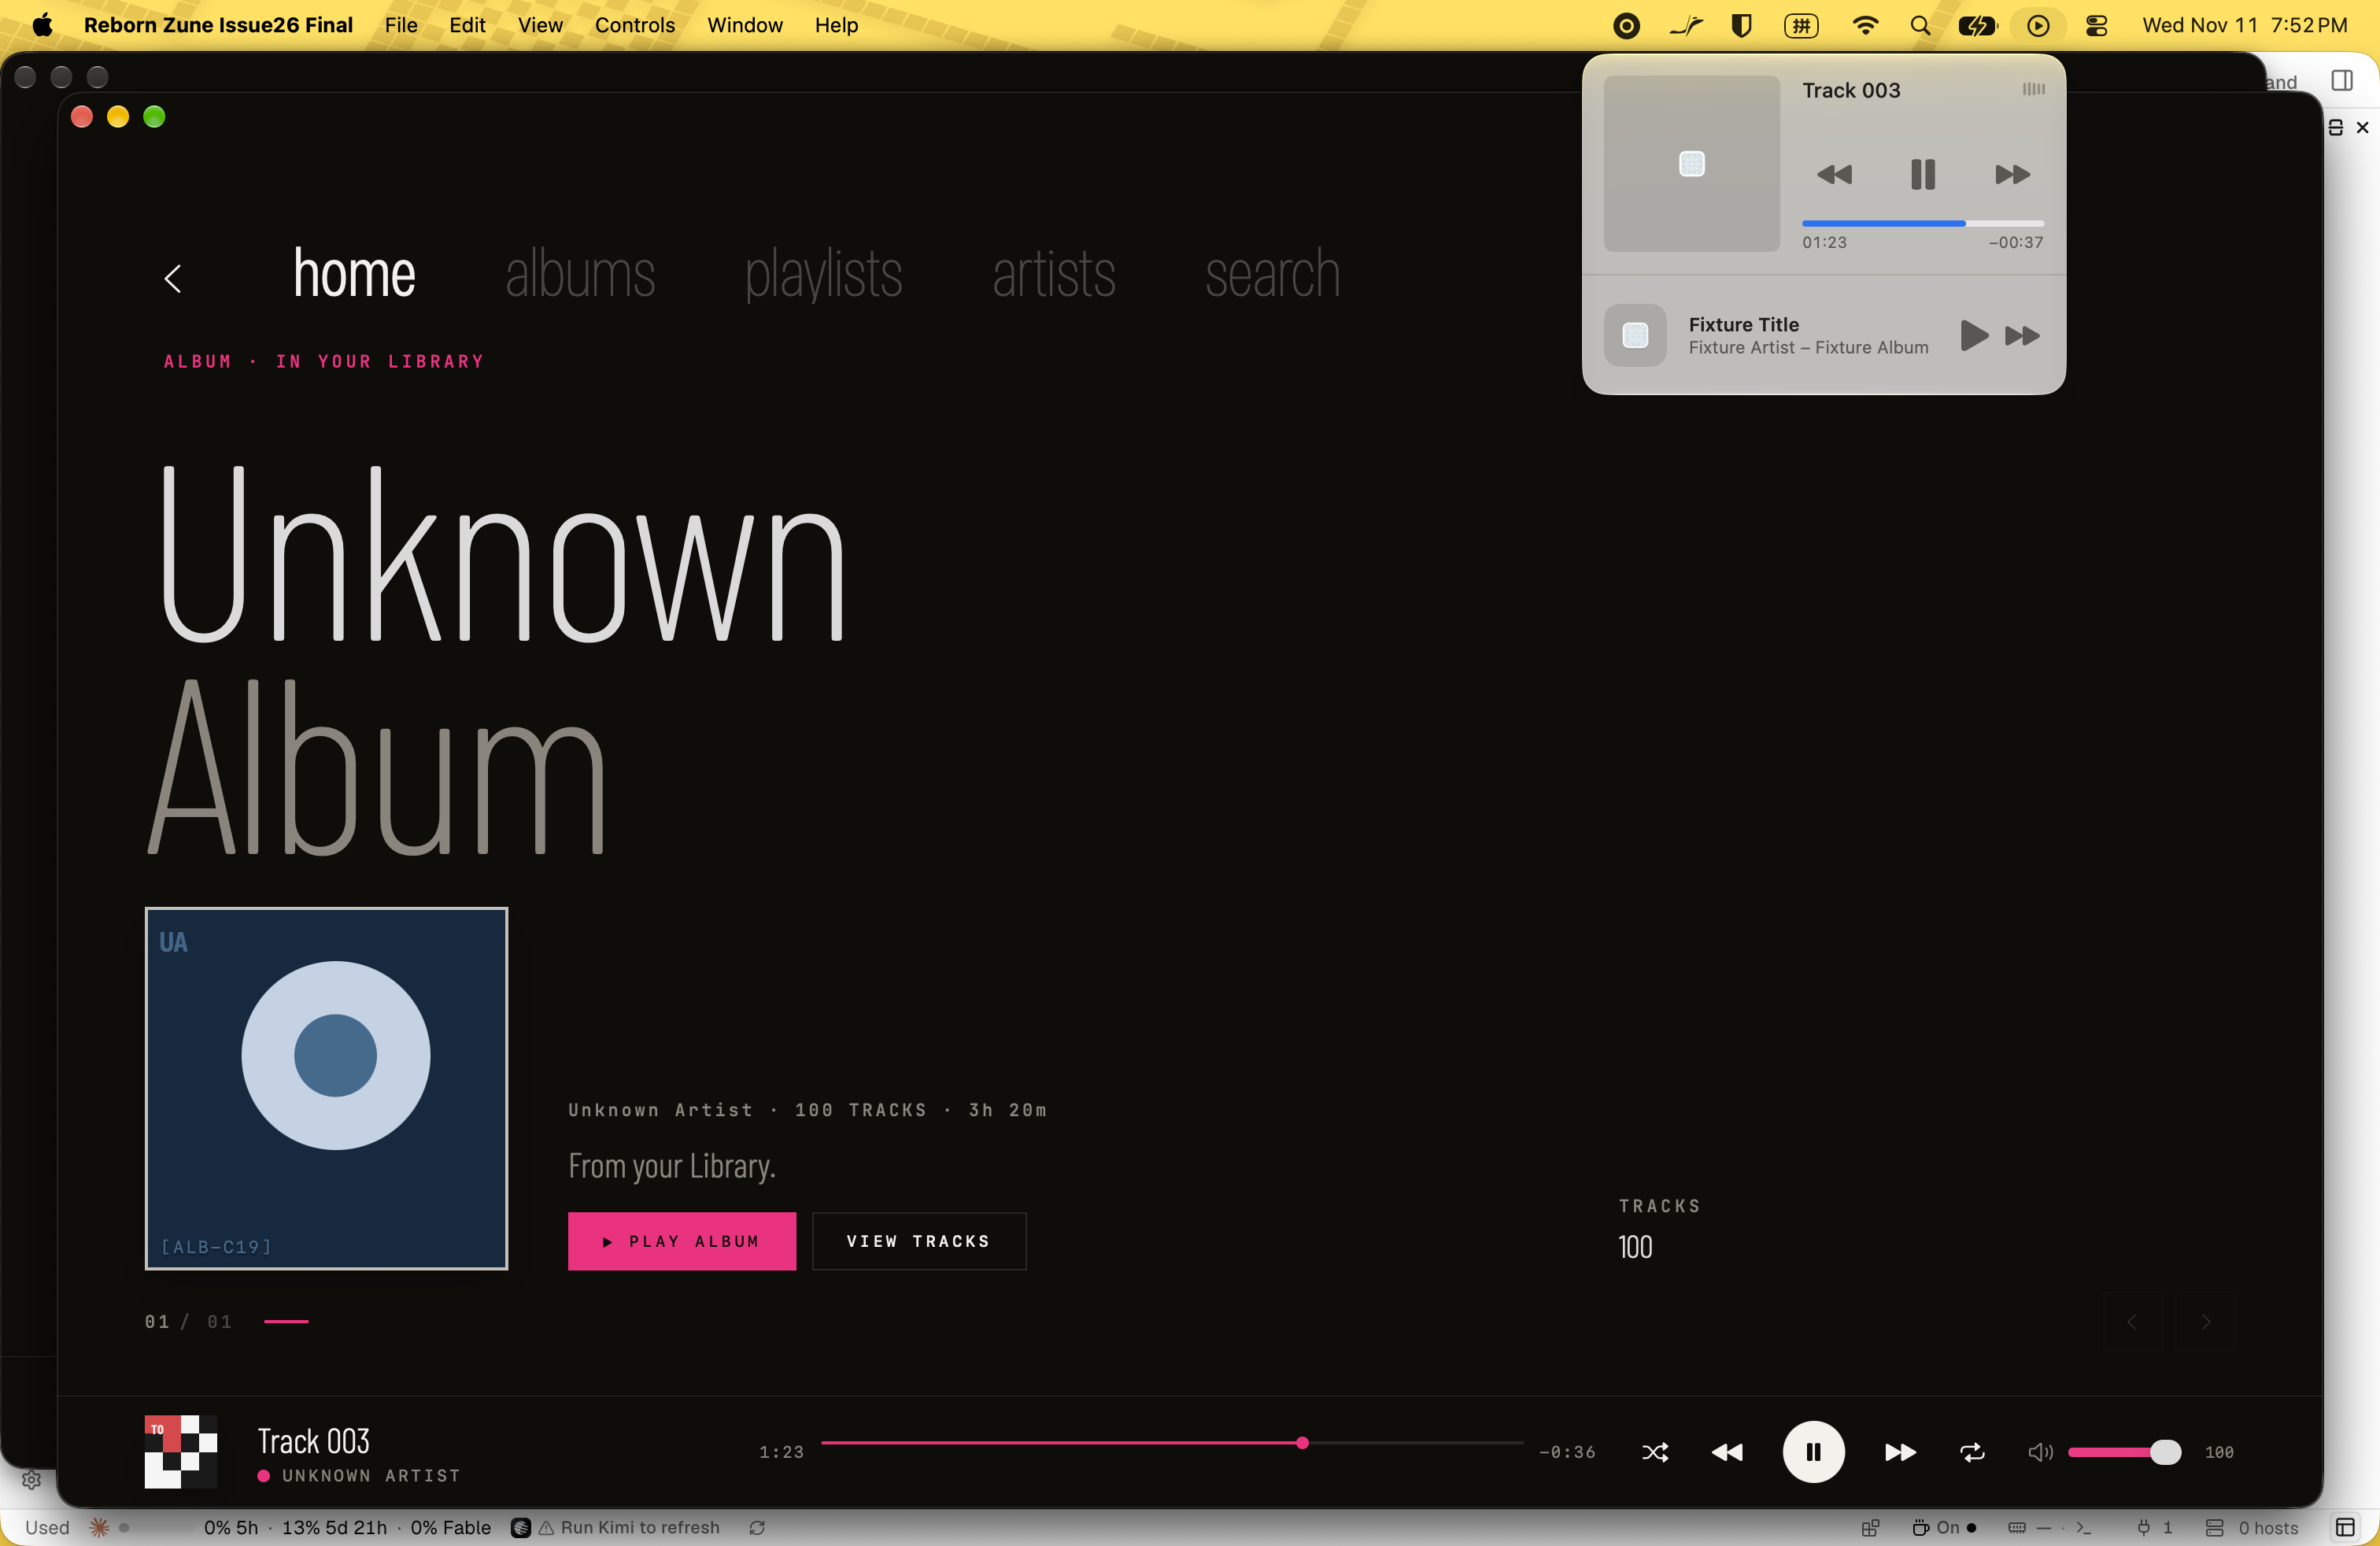 Reborn Zune Issue26 Final File Edit View Controls Window Help 拼 Wed Nov 11 7:52 PM
and
Track 003
01:23 −00:37
Fixture Title
Fixture Artist – Fixture Album
home albums playlists artists search
ALBUM · IN YOUR LIBRARY
Unknown
Album
UA
[ALB−C19]
Unknown Artist · 100 TRACKS · 3h 20m
From your Library.
PLAY ALBUM VIEW TRACKS
TRACKS
100
01 / 01
TO
Track 003
UNKNOWN ARTIST
1:23 −0:36 100
Used 0% 5h · 13% 5d 21h · 0% Fable Run Kimi to refresh On — · 1 0 hosts